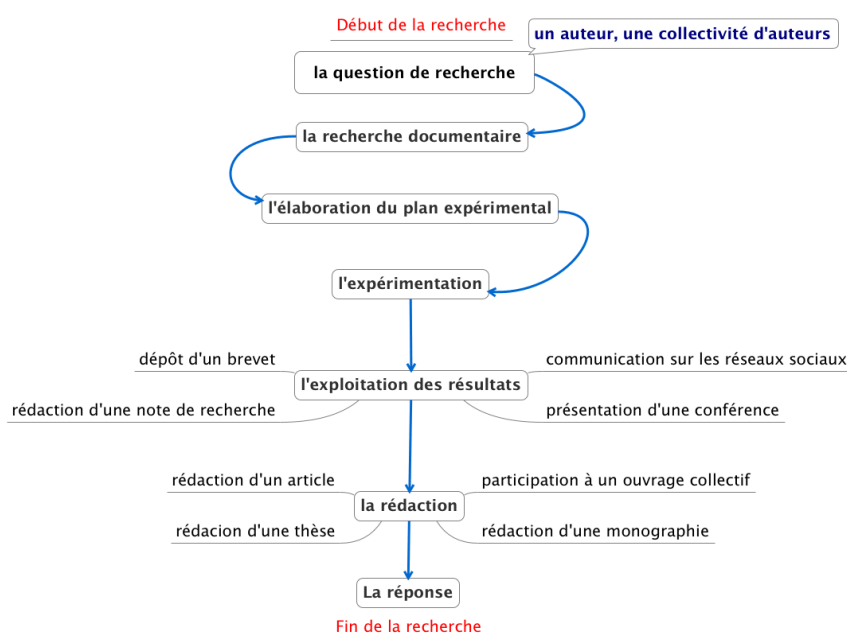 Début de la recherche
un auteur, une collectivité d'auteurs
la question de recherche
la recherche documentaire
l'élaboration du plan expérimental
l'expérimentation
dépôt d'un brevet
communication sur les réseaux sociaux
l'exploitation des résultats
rédaction d'une note de recherche
présentation d'une conférence
rédaction d'un article
participation à un ouvrage collectif
la rédaction
rédacion d'une thèse
rédaction d'une monographie
La réponse
Fin de la recherche